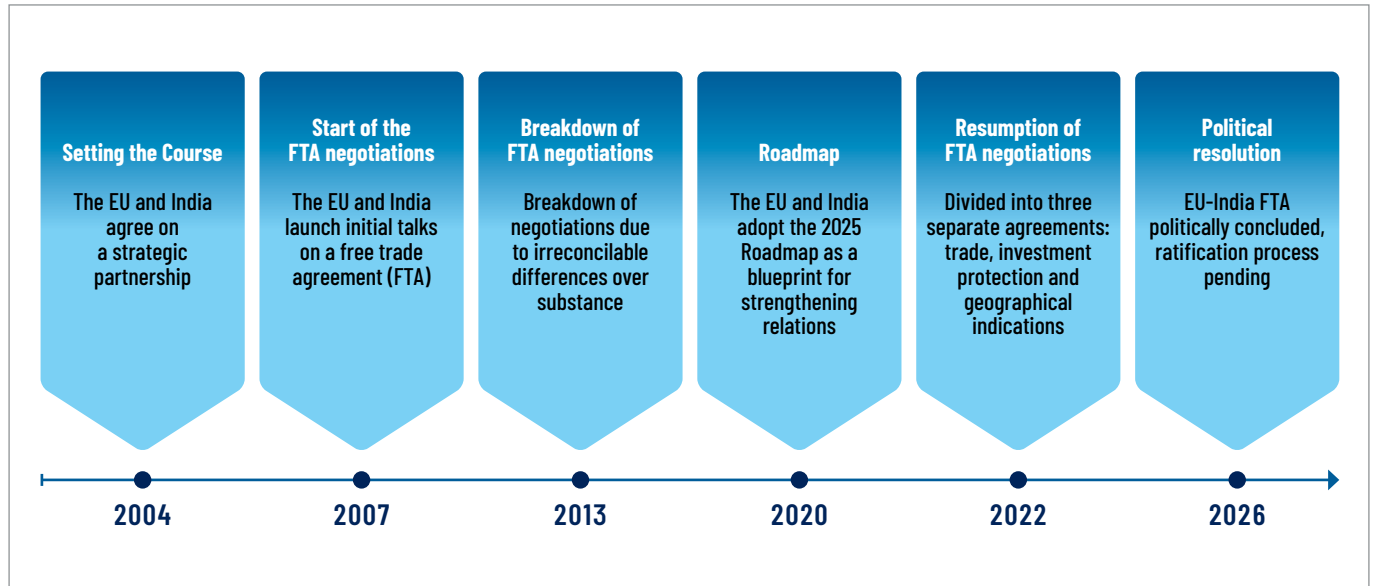 Setting the Course
The EU and India
agree on
a strategic
partnership
Start of the
FTA negotiations
The EU and India
launch initial talks
on a free trade
agreement (FTA)
Breakdown of
FTA negotiations
Breakdown of
negotiations due
to irreconcilable
differences over
substance
Roadmap
The EU and India
adopt the 2025
Roadmap as a
blueprint for
strengthening
relations
Resumption of
FTA negotiations
Divided into three
separate agreements:
trade, investment
protection and
geographical
indications
Political
resolution
EU-India FTA
politically concluded,
ratification process
pending
2004
2007
2013
2020
2022
2026